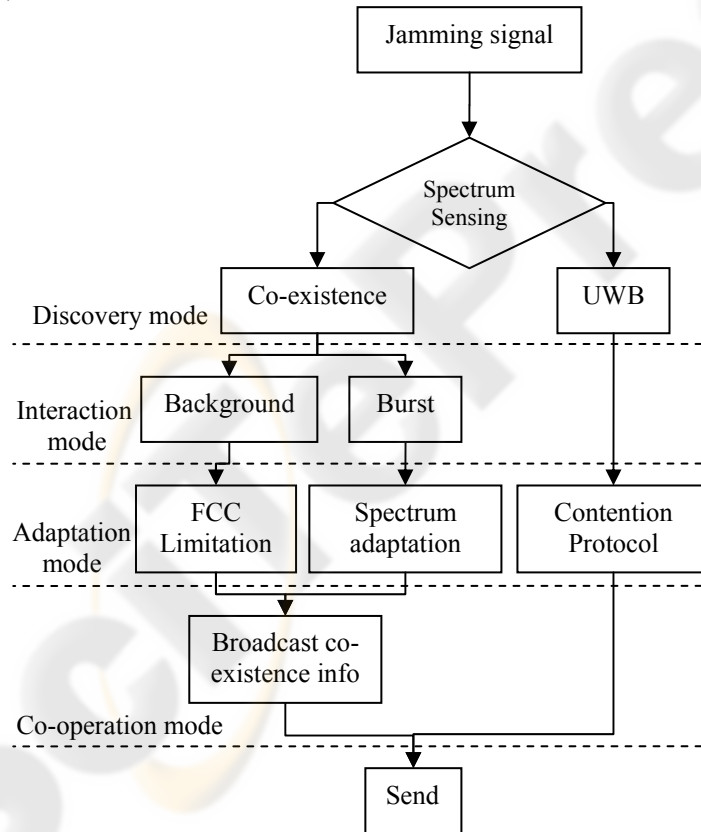 Jamming signal
Spectrum
Sensing
Co-existence
UWB
Discovery mode
Background
Burst
Interaction
mode
FCC
Limitation
Spectrum
adaptation
Contention
Protocol
Adaptation
mode
Broadcast co-
existence info
Co-operation mode
Send